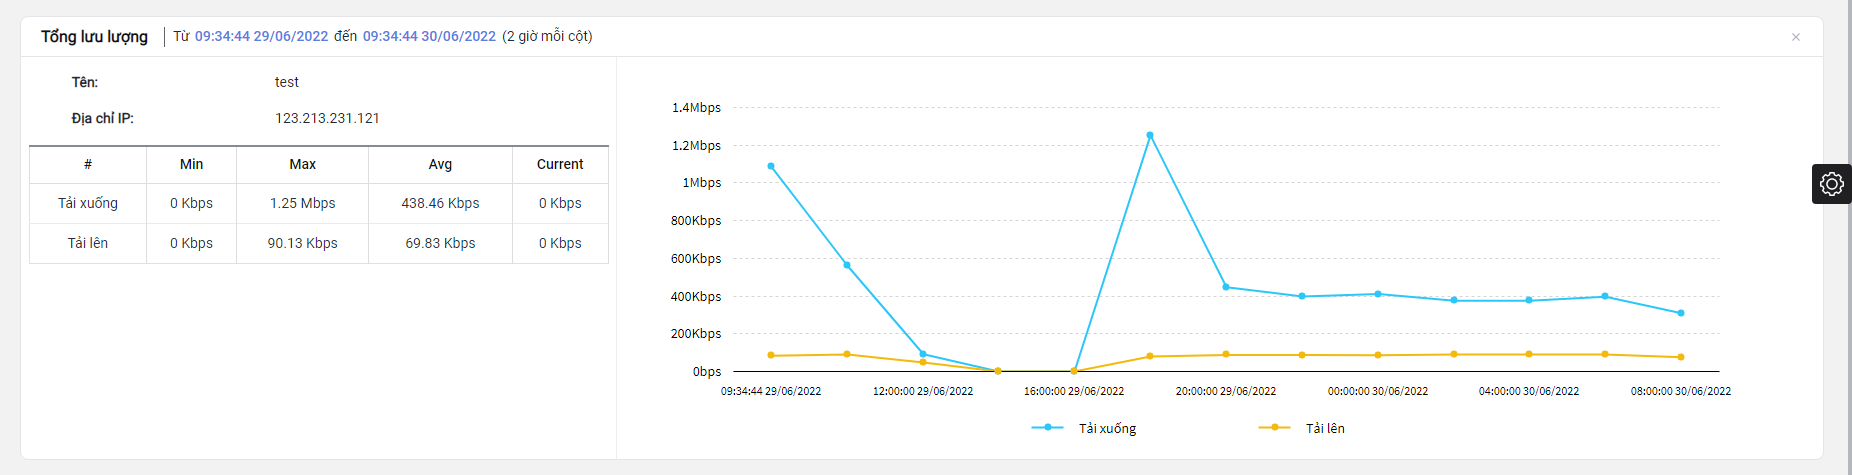 Tổng lưu lượng | Từ 09:34:44 29/06/2022 đến 09:34:44 30/06/2022 (2 giờ mỗi cột)
Tên: test
Địa chỉ IP: 123.213.231.121
# Min Max Avg Current
Tải xuống 0 Kbps 1.25 Mbps 438.46 Kbps 0 Kbps
Tải lên 0 Kbps 90.13 Kbps 69.83 Kbps 0 Kbps
1.4Mbps
1.2Mbps
1Mbps
800Kbps
600Kbps
400Kbps
200Kbps
0bps
09:34:44 29/06/2022 12:00:00 29/06/2022 16:00:00 29/06/2022 20:00:00 29/06/2022 00:00:00 30/06/2022 04:00:00 30/06/2022 08:00:00 30/06/2022
Tải xuống Tải lên